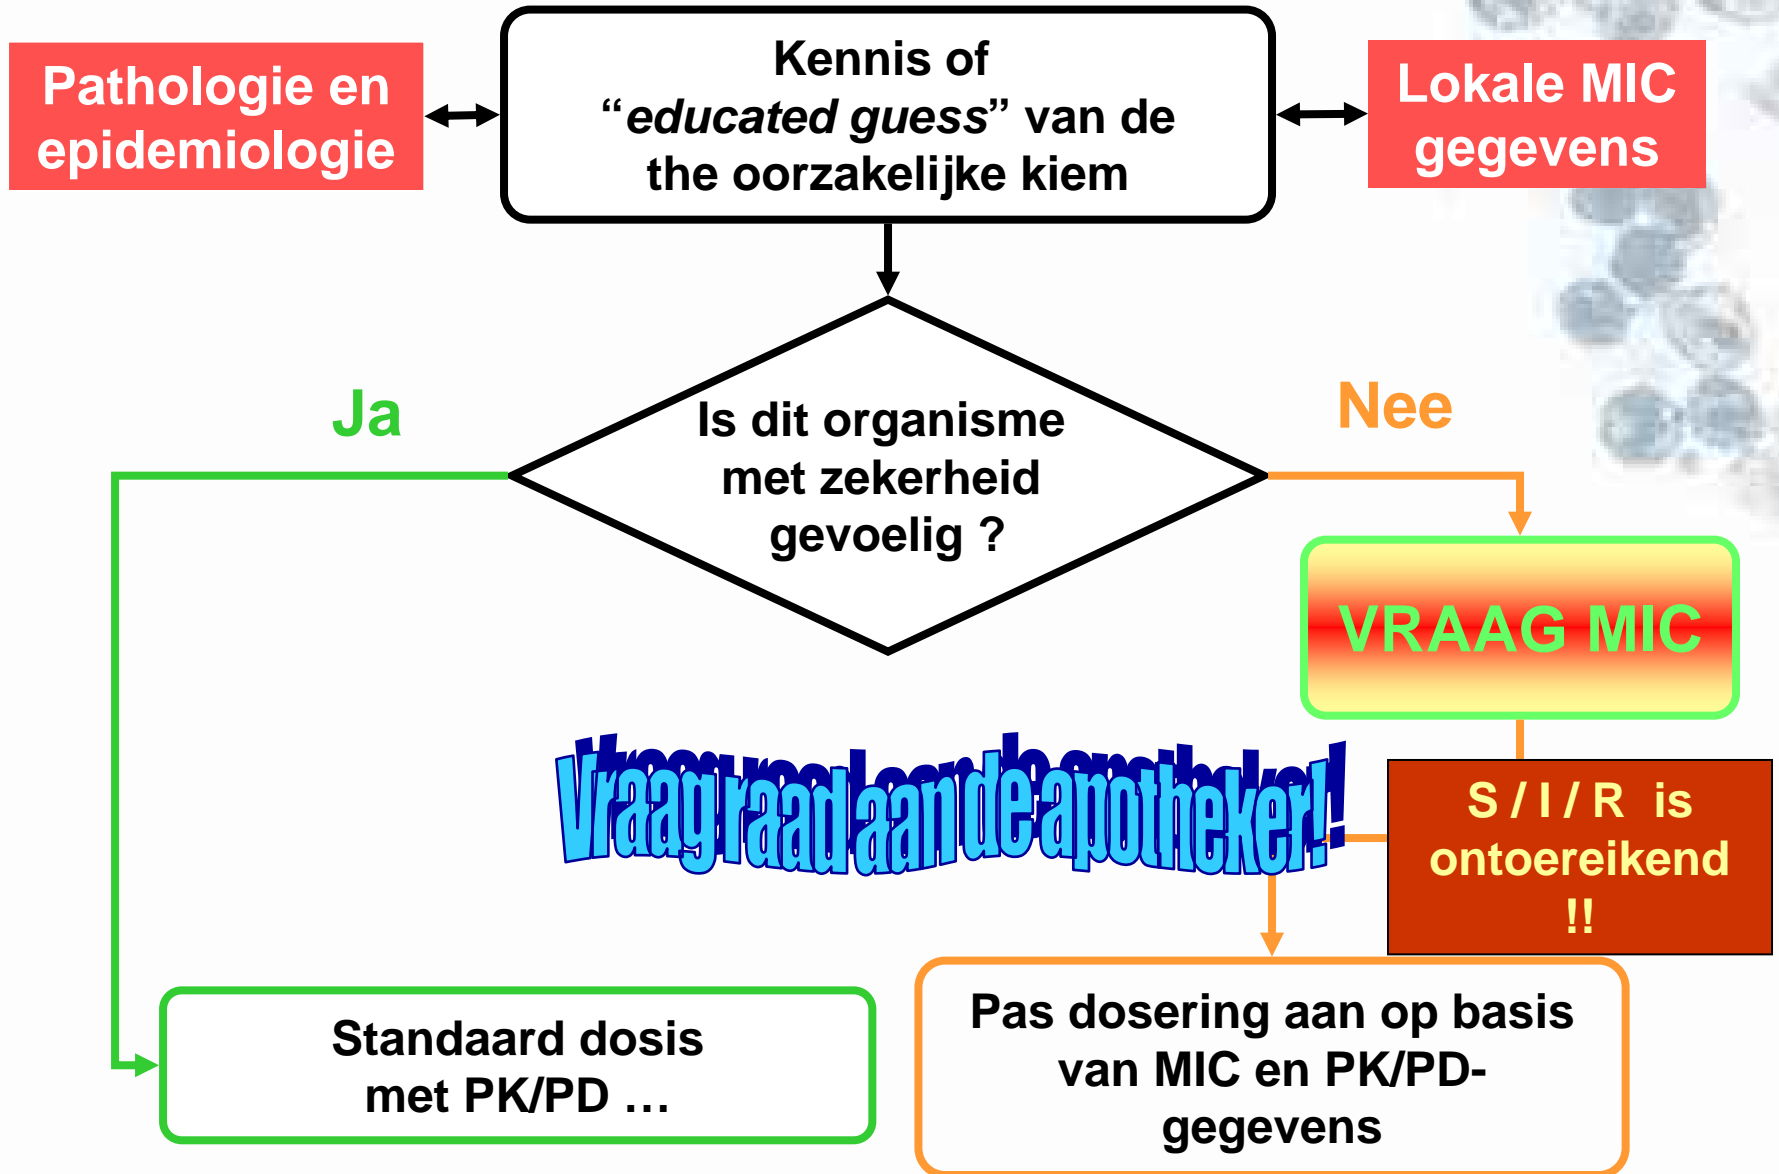 Pathologie en
epidemiologie
Kennis of
“educated guess” van de
the oorzakelijke kiem
Lokale MIC
gegevens
Ja
Is dit organisme
met zekerheid
gevoelig ?
Nee
VRAAG MIC
Vraag raad aan de apotheker!!
S / I / R is
ontoereikend
!!
Standaard dosis
met PK/PD …
Pas dosering aan op basis
van MIC en PK/PD-
gegevens